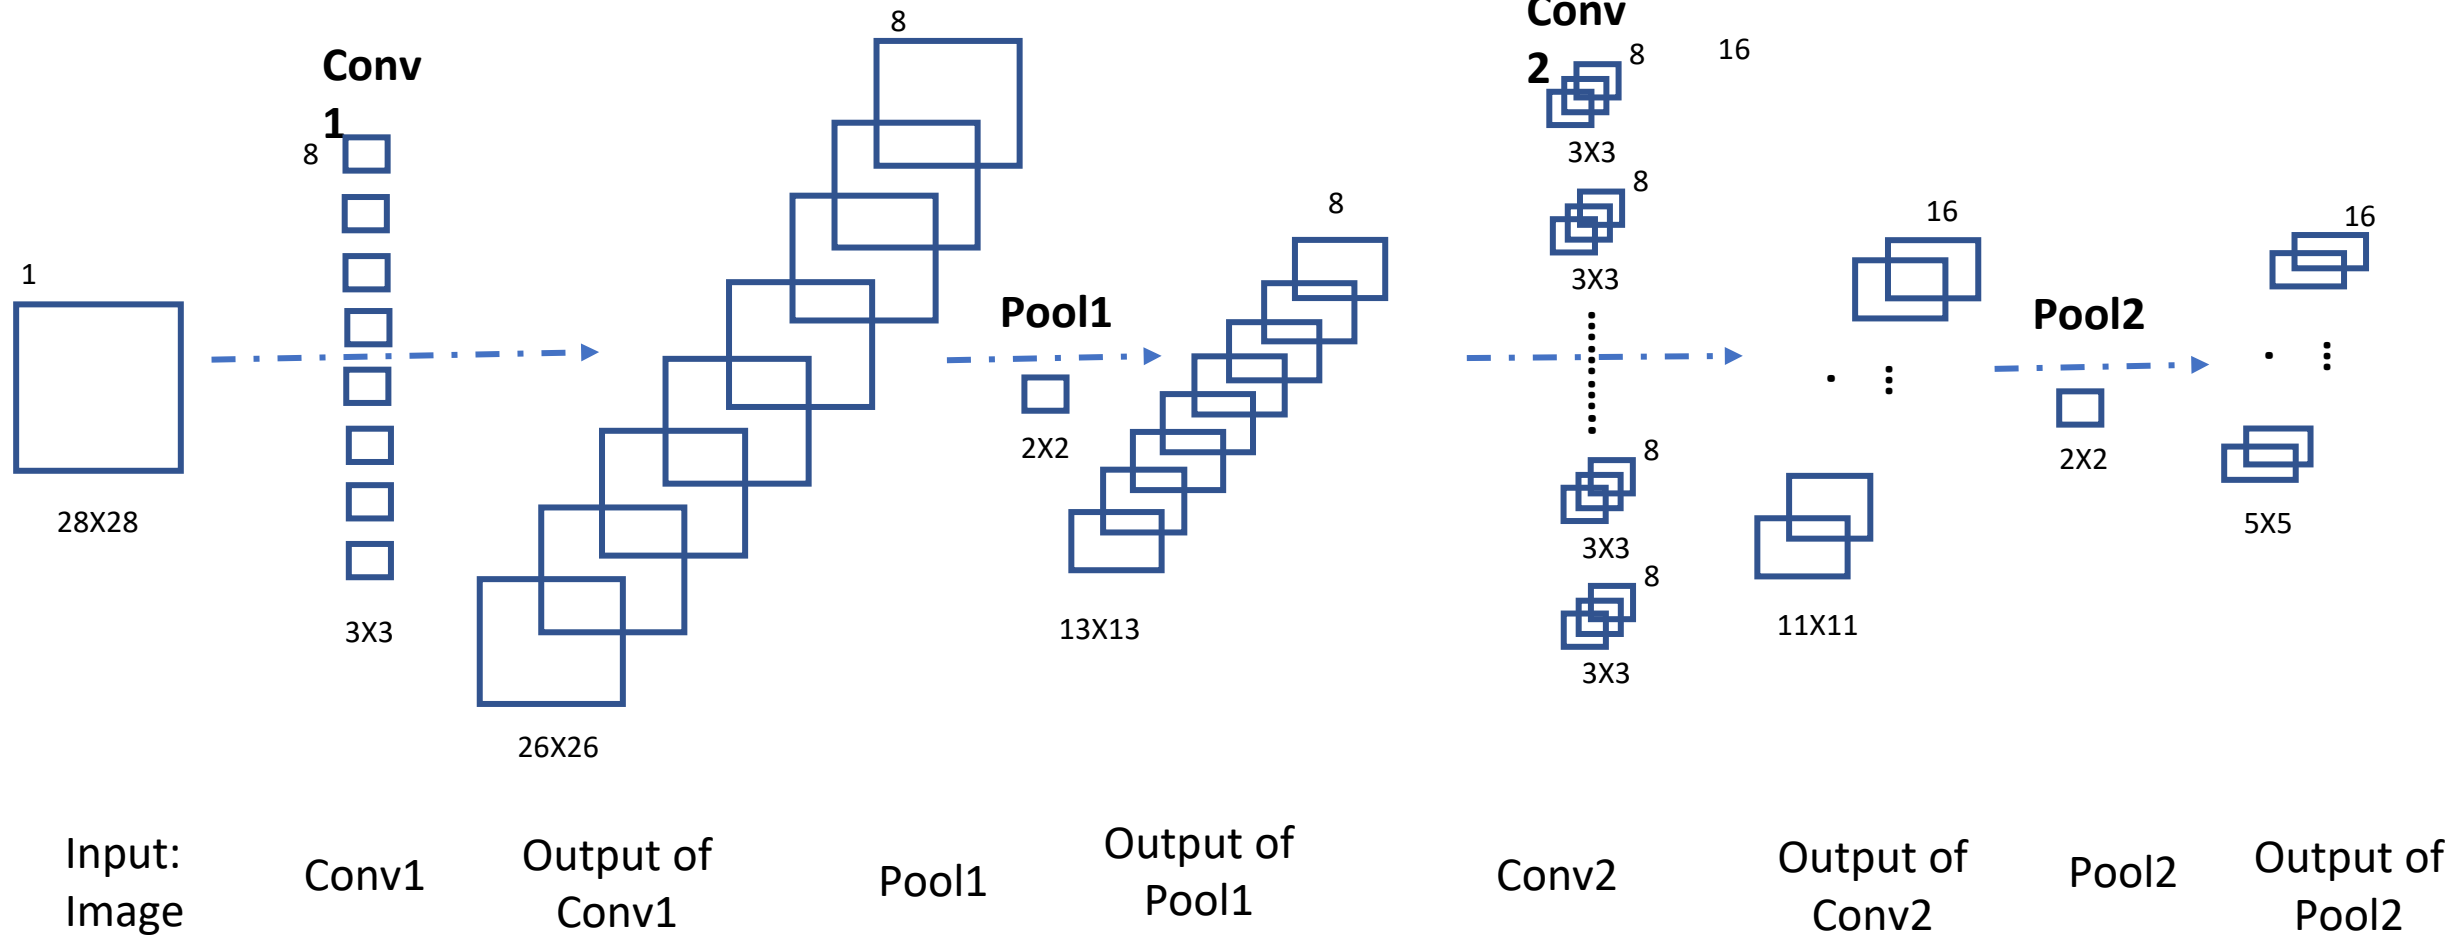 1
28X28
Conv
1
8
3X3
8
26X26
Pool1
2X2
8
13X13
Conv
2
8
16
3X3
8
3X3
8
3X3
8
3X3
16
11X11
Pool2
2X2
16
5X5
Input:
Image
Conv1
Output of
Conv1
Pool1
Output of
Pool1
Conv2
Output of
Conv2
Pool2
Output of
Pool2